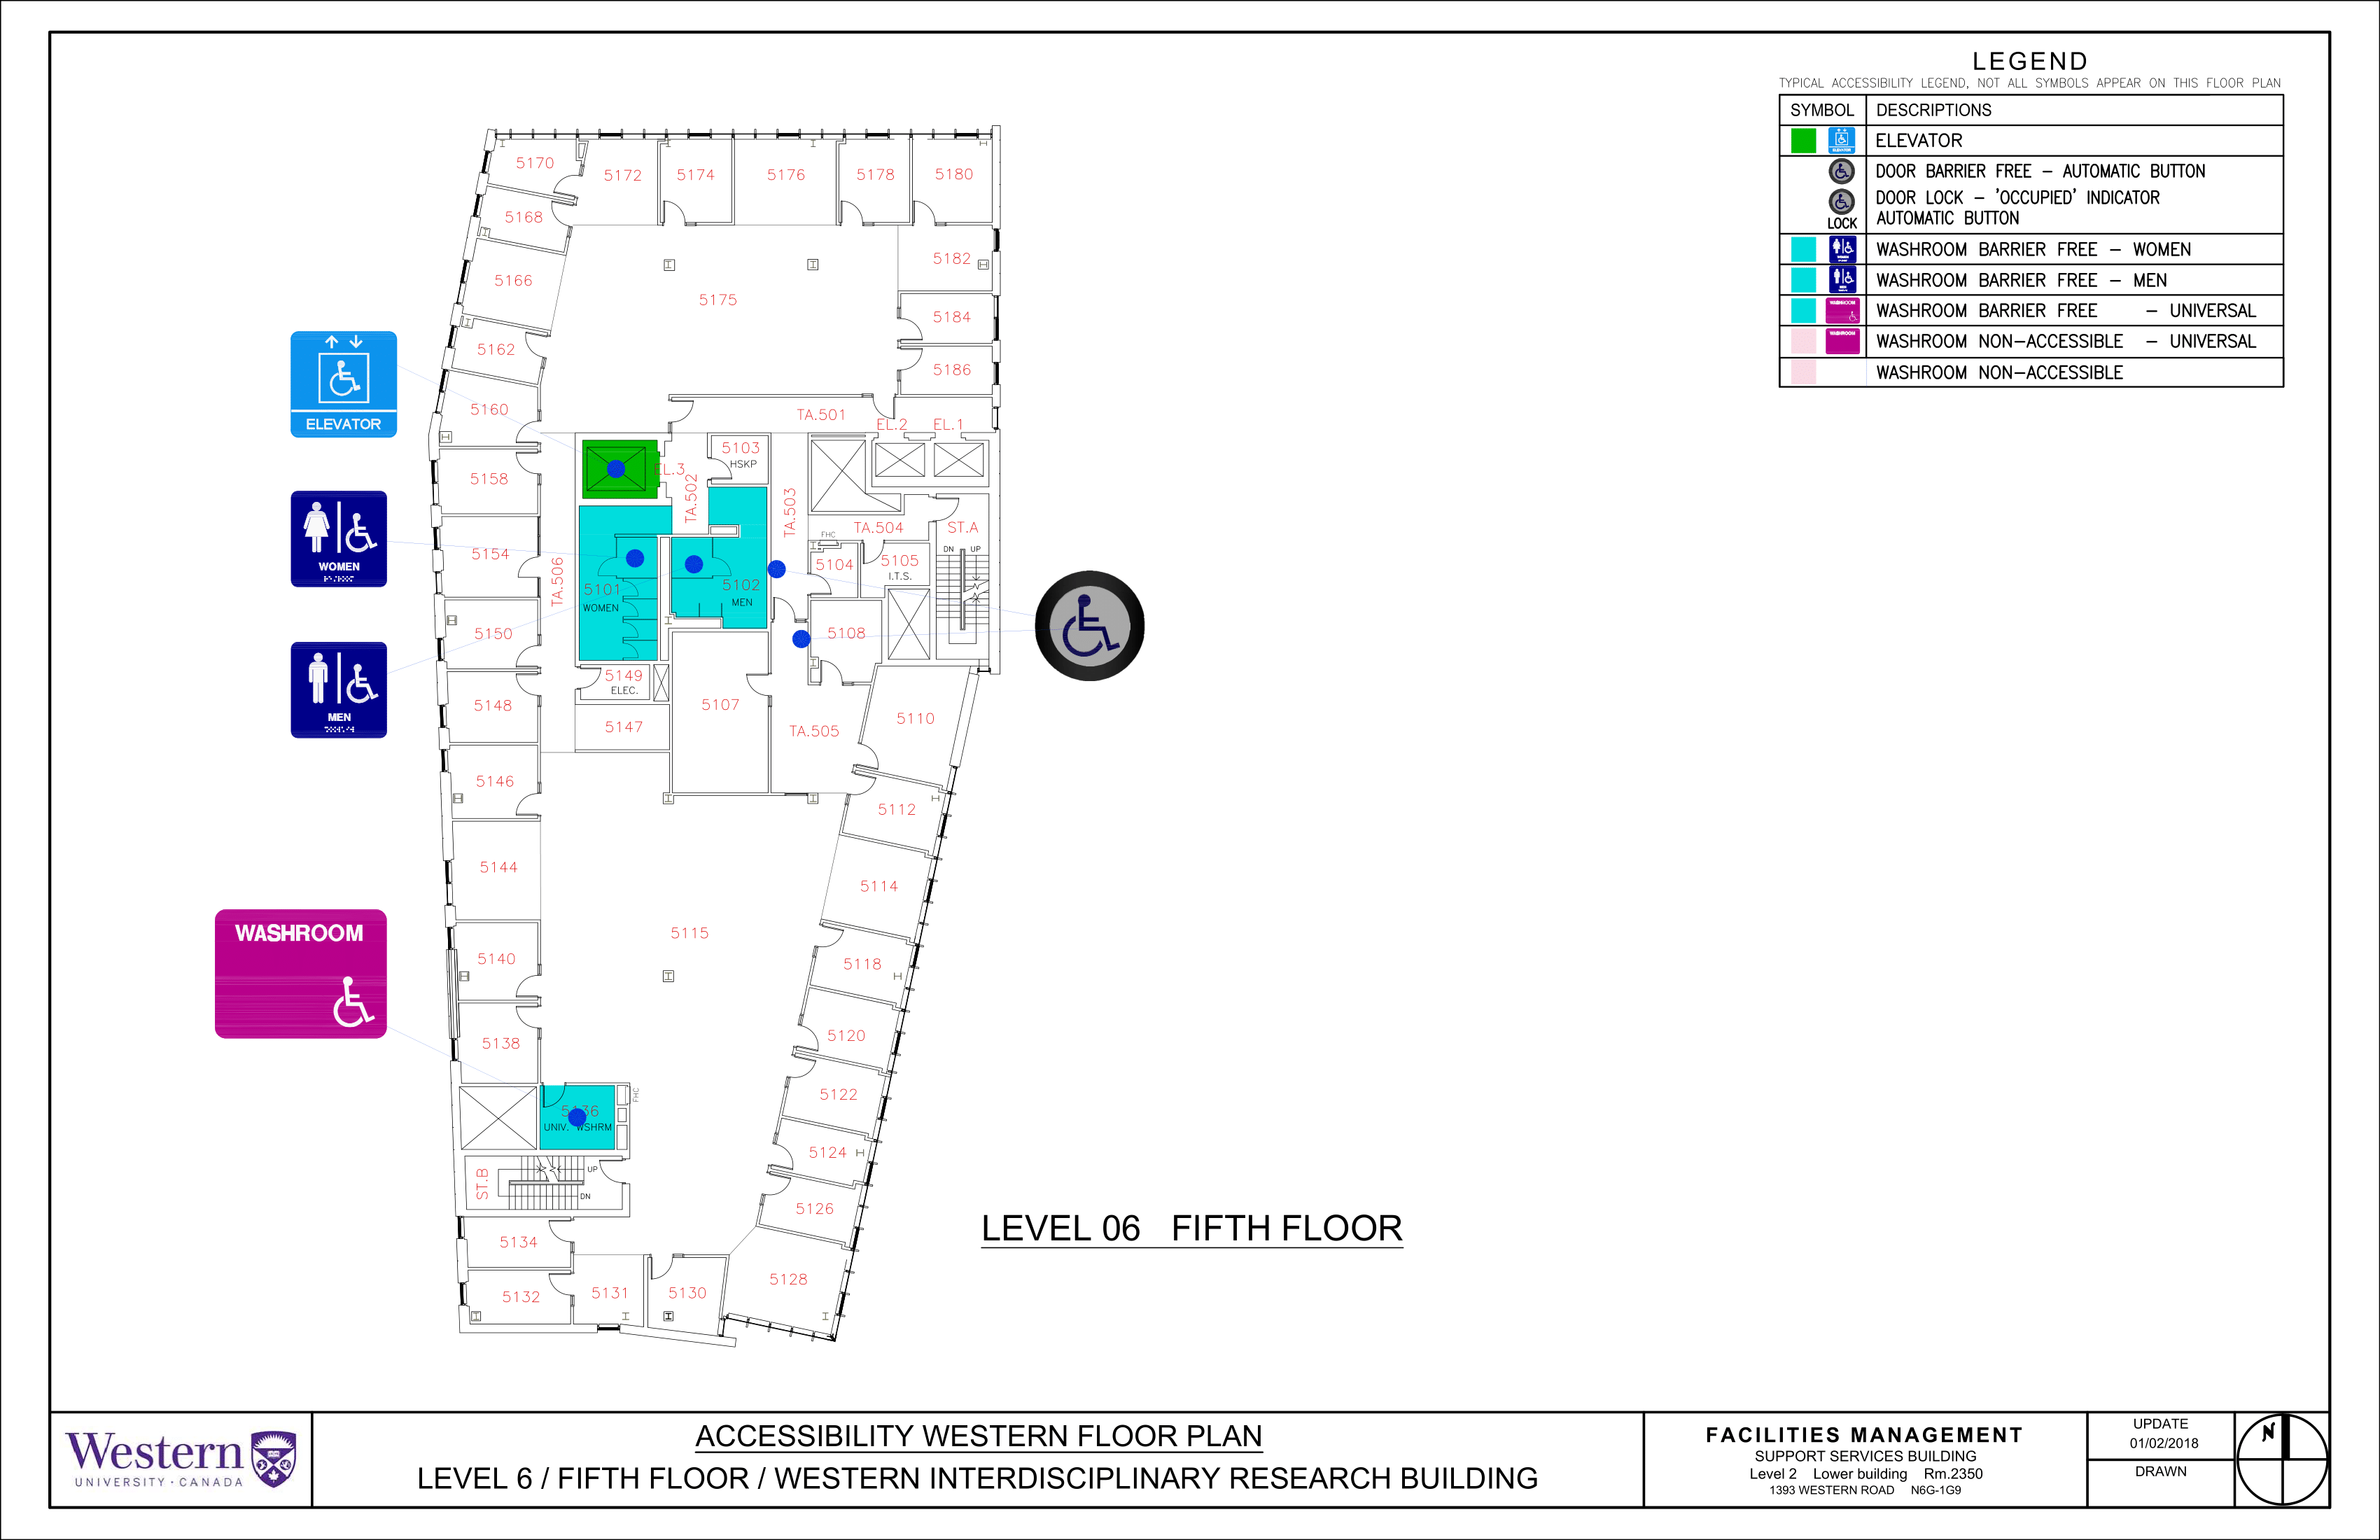 LEGEND
TYPICAL ACCESSIBILITY LEGEND, NOT ALL SYMBOLS APPEAR ON THIS FLOOR PLAN
SYMBOL DESCRIPTIONS
ELEVATOR ELEVATOR
DOOR BARRIER FREE - AUTOMATIC BUTTON
DOOR LOCK - 'OCCUPIED' INDICATOR
LOCK AUTOMATIC BUTTON
WOMEN WASHROOM BARRIER FREE - WOMEN
MEN WASHROOM BARRIER FREE - MEN
WASHROOM WASHROOM BARRIER FREE - UNIVERSAL
WASHROOM WASHROOM NON-ACCESSIBLE - UNIVERSAL
WASHROOM NON-ACCESSIBLE
5170
5172 5174 5176 5178 5180
5168
5182
5166
5175
5184
5162
5186
ELEVATOR
5160
TA.501
EL.2 EL.1
5103
HSKP
EL.3
5158
TA.502
TA.503
TA.504 ST.A
FHC
DN UP
5154
WOMEN
5104 5105
I.T.S.
TA.506
5101
WOMEN
5102
MEN
5150
5108
5149
ELEC.
5148
5107
MEN
5147
TA.505
5110
5146
5112
5144
5114
WASHROOM
5115
5140
5118
5120
5138
5122
FHC
5136
UNIV. WSHRM
5124
ST.B
UP
DN
5126
LEVEL 06 FIFTH FLOOR
5134
5128
5132 5131 5130
Western
UNIVERSITY · CANADA
ACCESSIBILITY WESTERN FLOOR PLAN
LEVEL 6 / FIFTH FLOOR / WESTERN INTERDISCIPLINARY RESEARCH BUILDING
FACILITIES MANAGEMENT
SUPPORT SERVICES BUILDING
Level 2 Lower building Rm.2350
1393 WESTERN ROAD N6G-1G9
UPDATE
01/02/2018
DRAWN
N